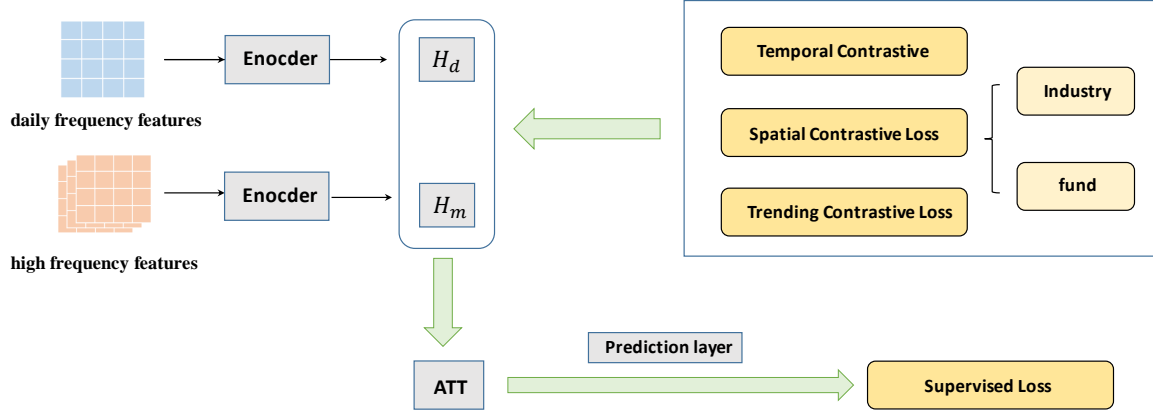 daily frequency features
Enocder
H_d
high frequency features
Enocder
H_m
Temporal Contrastive
Spatial Contrastive Loss
Trending Contrastive Loss
Industry
fund
ATT
Prediction layer
Supervised Loss